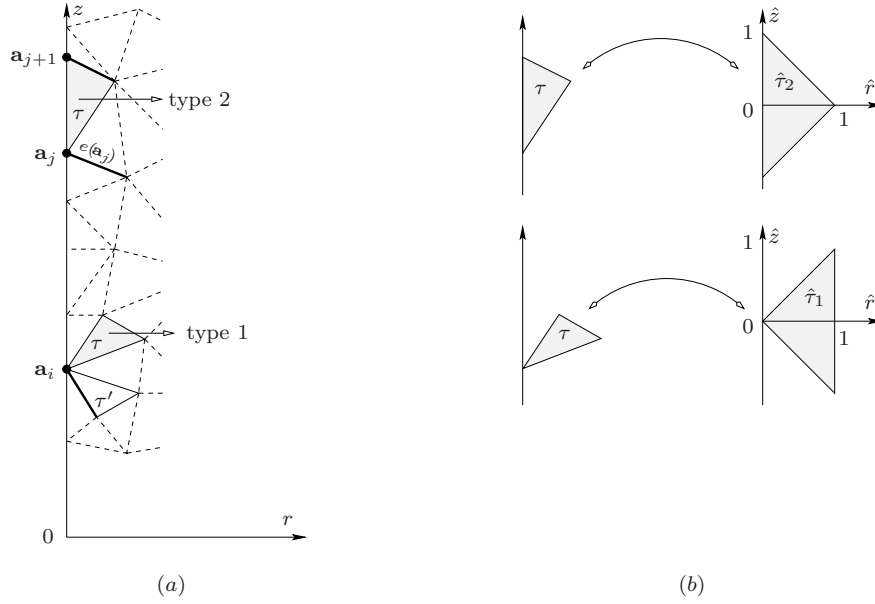 z
a_{j+1}
τ
type 2
e(a_j)
a_j
τ
type 1
a_i
τ′
0
r
(a)
τ
1
ẑ
τ̂_2
r̂
0
1
τ
1
ẑ
τ̂_1
r̂
0
1
(b)